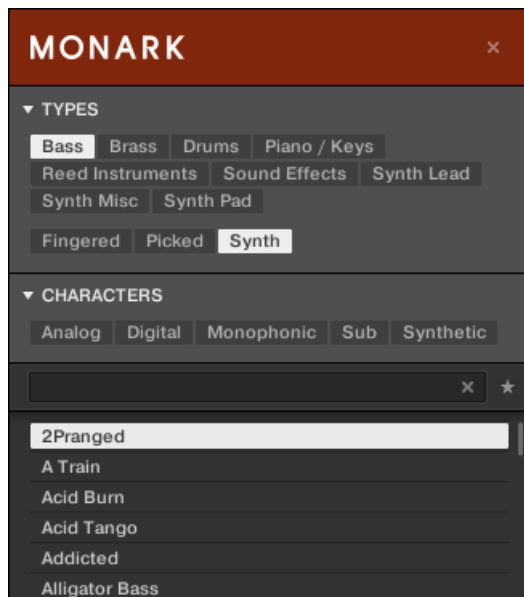 MONARK
TYPES
Bass Brass Drums Piano / Keys
Reed Instruments Sound Effects Synth Lead
Synth Misc Synth Pad
Fingered Picked Synth
CHARACTERS
Analog Digital Monophonic Sub Synthetic
2Pranged
A Train
Acid Burn
Acid Tango
Addicted
Alligator Bass